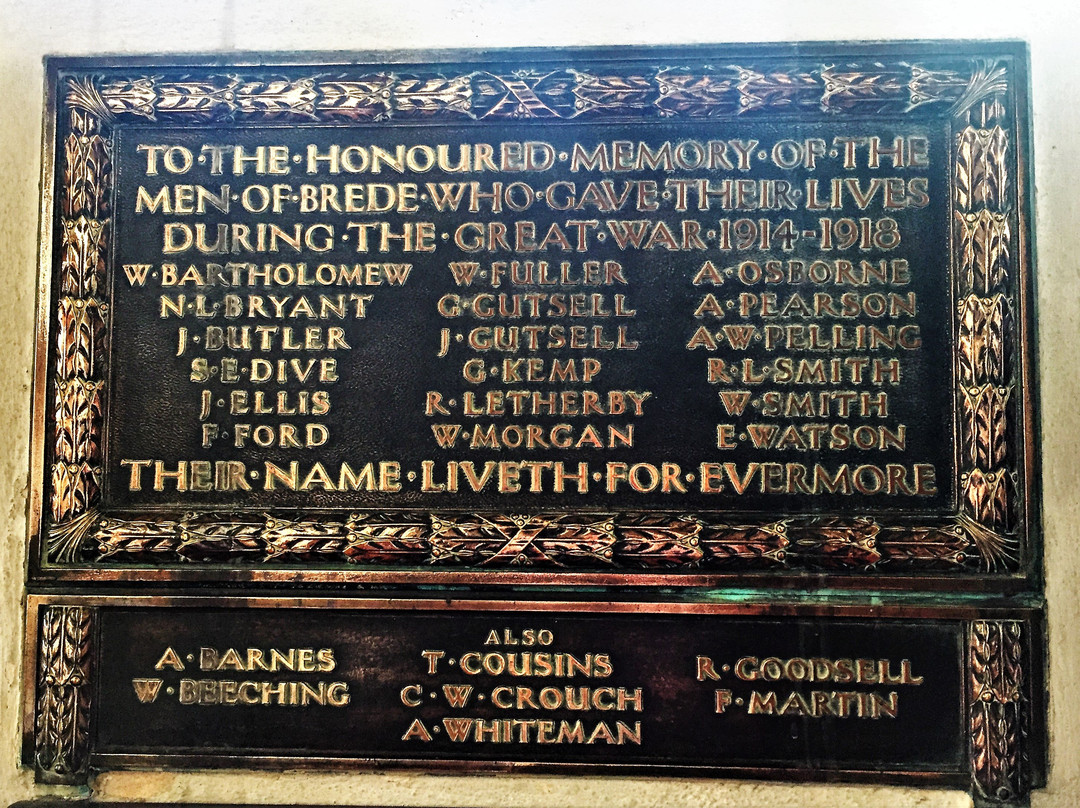 TO·THE·HONOURED·MEMORY·OF·THE
MEN·OF·BREDE·WHO·GAVE·THEIR·LIVES
DURING·THE·GREAT·WAR·1914-1918
W·BARTHOLOMEW W·FULLER A·OSBORNE
N·L·BRYANT G·GUTSELL A·PEARSON
J·BUTLER J·GUTSELL A·W·PELLING
S·E·DIVE G·KEMP R·L·SMITH
J·ELLIS R·LETHERBY W·SMITH
F·FORD W·MORGAN E·WATSON
THEIR·NAME·LIVETH·FOR·EVERMORE
ALSO
A·BARNES T·COUSINS R·GOODSELL
W·BEECHING C·W·CROUCH P·MARTIN
A·WHITEMAN